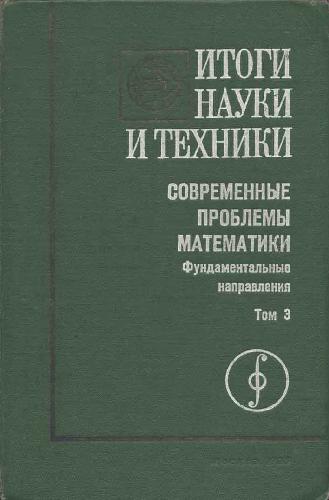 ИТОГИ
НАУКИ
И ТЕХНИКИ
СОВРЕМЕННЫЕ
ПРОБЛЕМЫ
МАТЕМАТИКИ
Фундаментальные
направления
Том 3